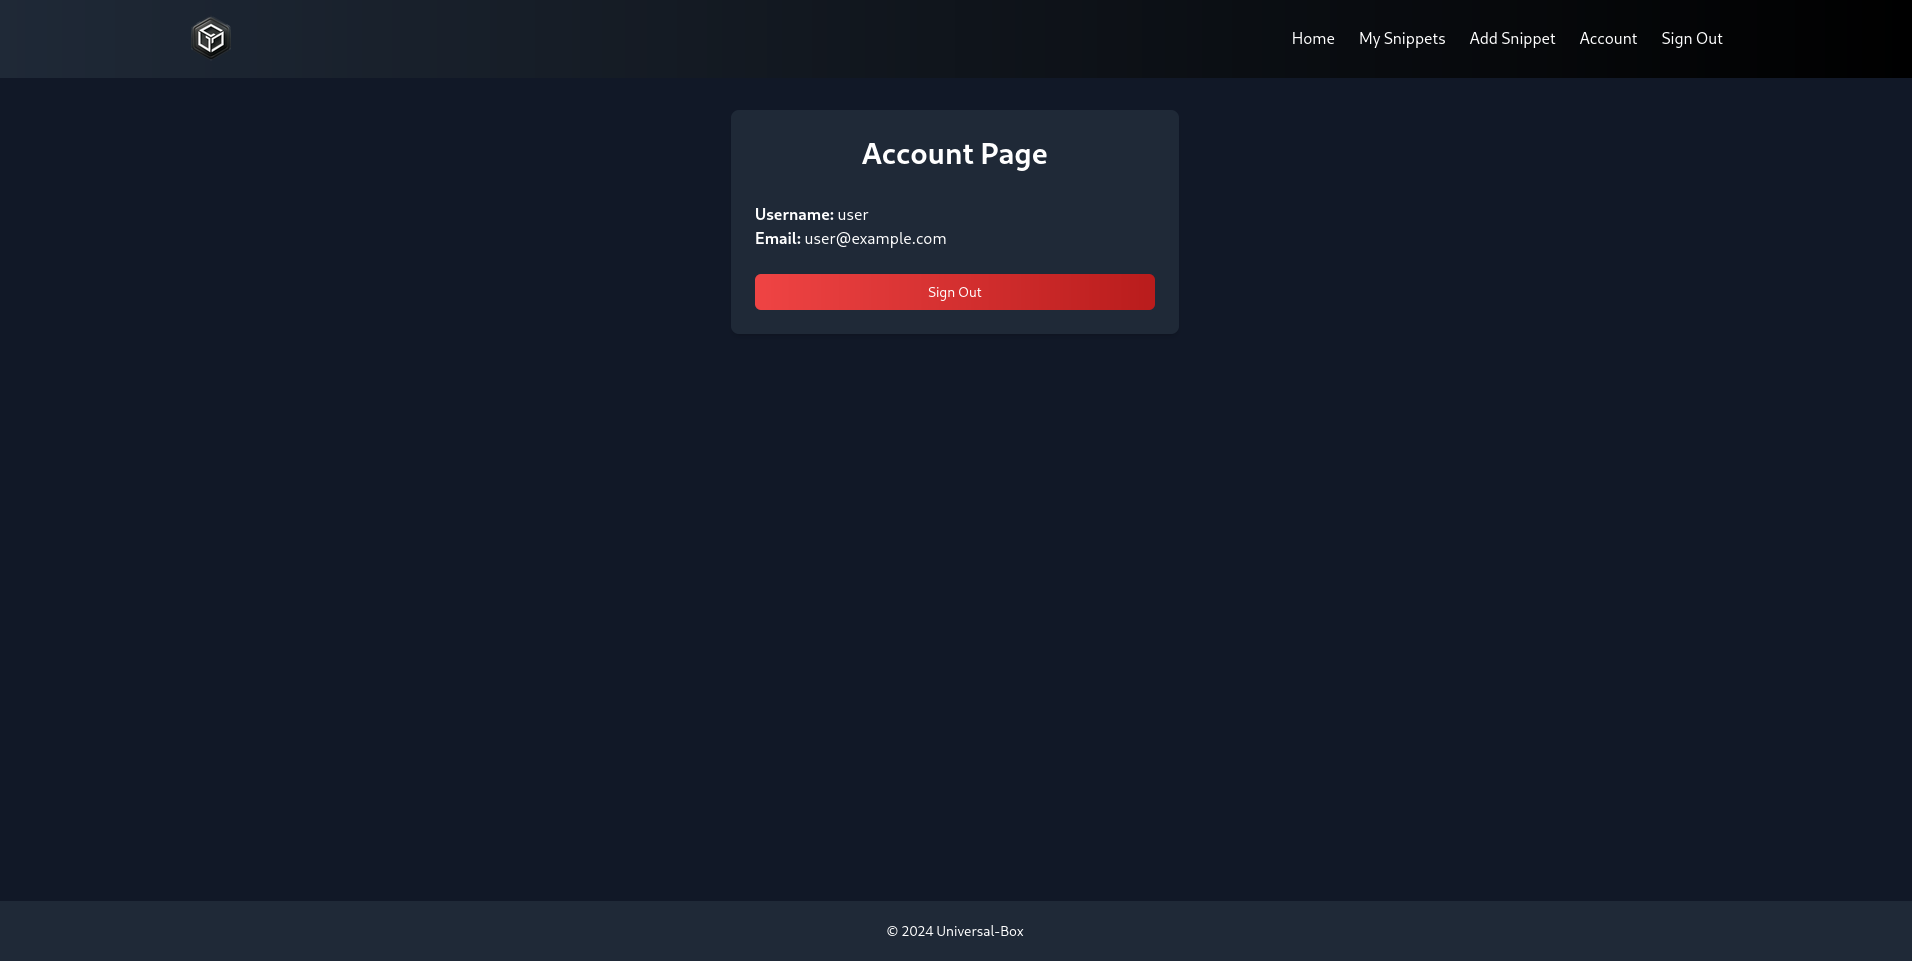 Home My Snippets Add Snippet Account Sign Out
Account Page
Username: user
Email: user@example.com
Sign Out
© 2024 Universal-Box